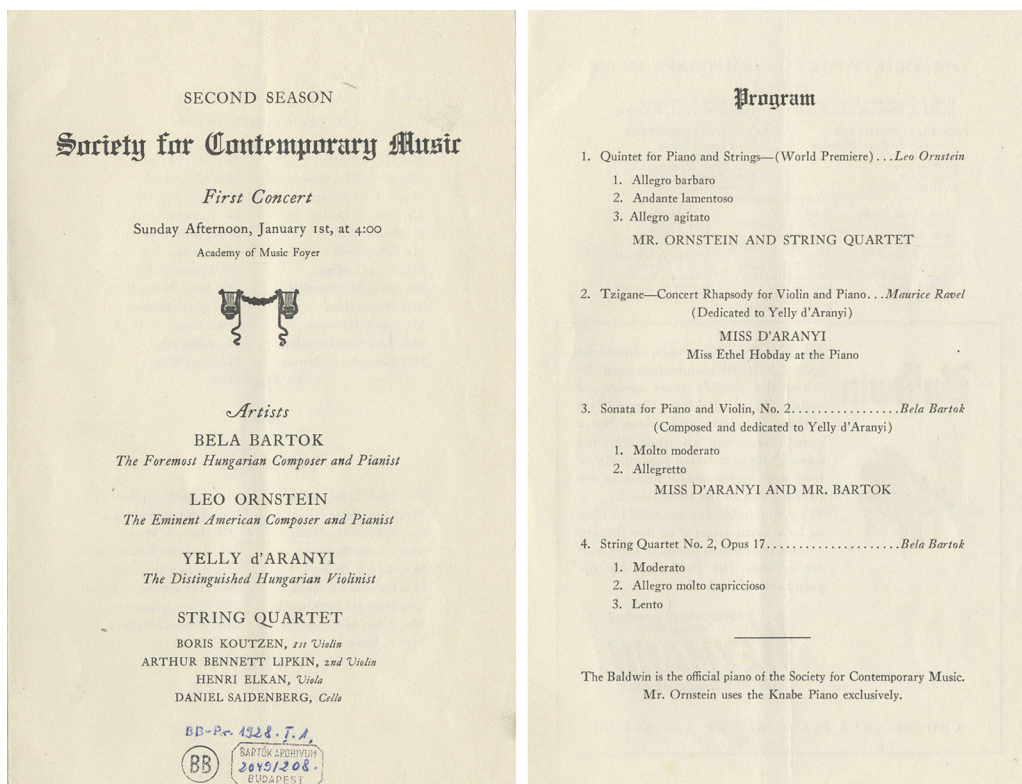 SECOND SEASON
Society for Contemporary Music
First Concert
Sunday Afternoon, January 1st, at 4:00
Academy of Music Foyer
Artists
BELA BARTOK
The Foremost Hungarian Composer and Pianist
LEO ORNSTEIN
The Eminent American Composer and Pianist
YELLY d'ARANYI
The Distinguished Hungarian Violinist
STRING QUARTET
BORIS KOUTZEN, 1st Violin
ARTHUR BENNETT LIPKIN, 2nd Violin
HENRI ELKAN, Viola
DANIEL SAIDENBERG, Cello
BB-Pr. 1928. I. 1,
BB
BARTÓK ARCHIVUM
2049/208.
BUDAPEST
Program
1. Quintet for Piano and Strings—(World Premiere)...Leo Ornstein
1. Allegro barbaro
2. Andante lamentoso
3. Allegro agitato
MR. ORNSTEIN AND STRING QUARTET
2. Tzigane—Concert Rhapsody for Violin and Piano...Maurice Ravel
(Dedicated to Yelly d'Aranyi)
MISS D'ARANYI
Miss Ethel Hobday at the Piano
3. Sonata for Piano and Violin, No. 2.................Bela Bartok
(Composed and dedicated to Yelly d'Aranyi)
1. Molto moderato
2. Allegretto
MISS D'ARANYI AND MR. BARTOK
4. String Quartet No. 2, Opus 17.....................Bela Bartok
1. Moderato
2. Allegro molto capriccioso
3. Lento
The Baldwin is the official piano of the Society for Contemporary Music.
Mr. Ornstein uses the Knabe Piano exclusively.